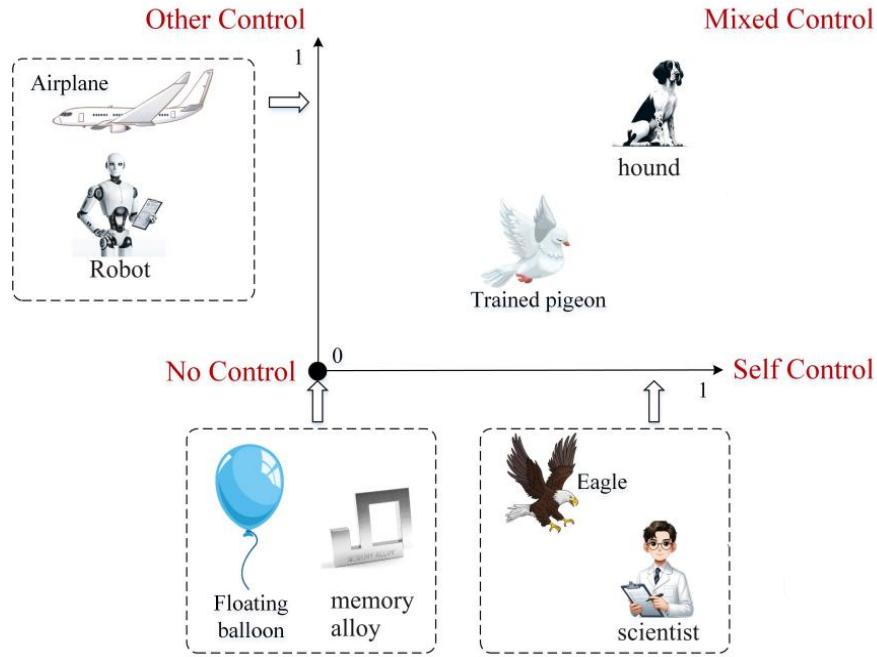 Other Control
Mixed Control
1
Airplane
hound
Robot
Trained pigeon
0
No Control
Self Control
1
Eagle
Floating
balloon
memory
alloy
scientist